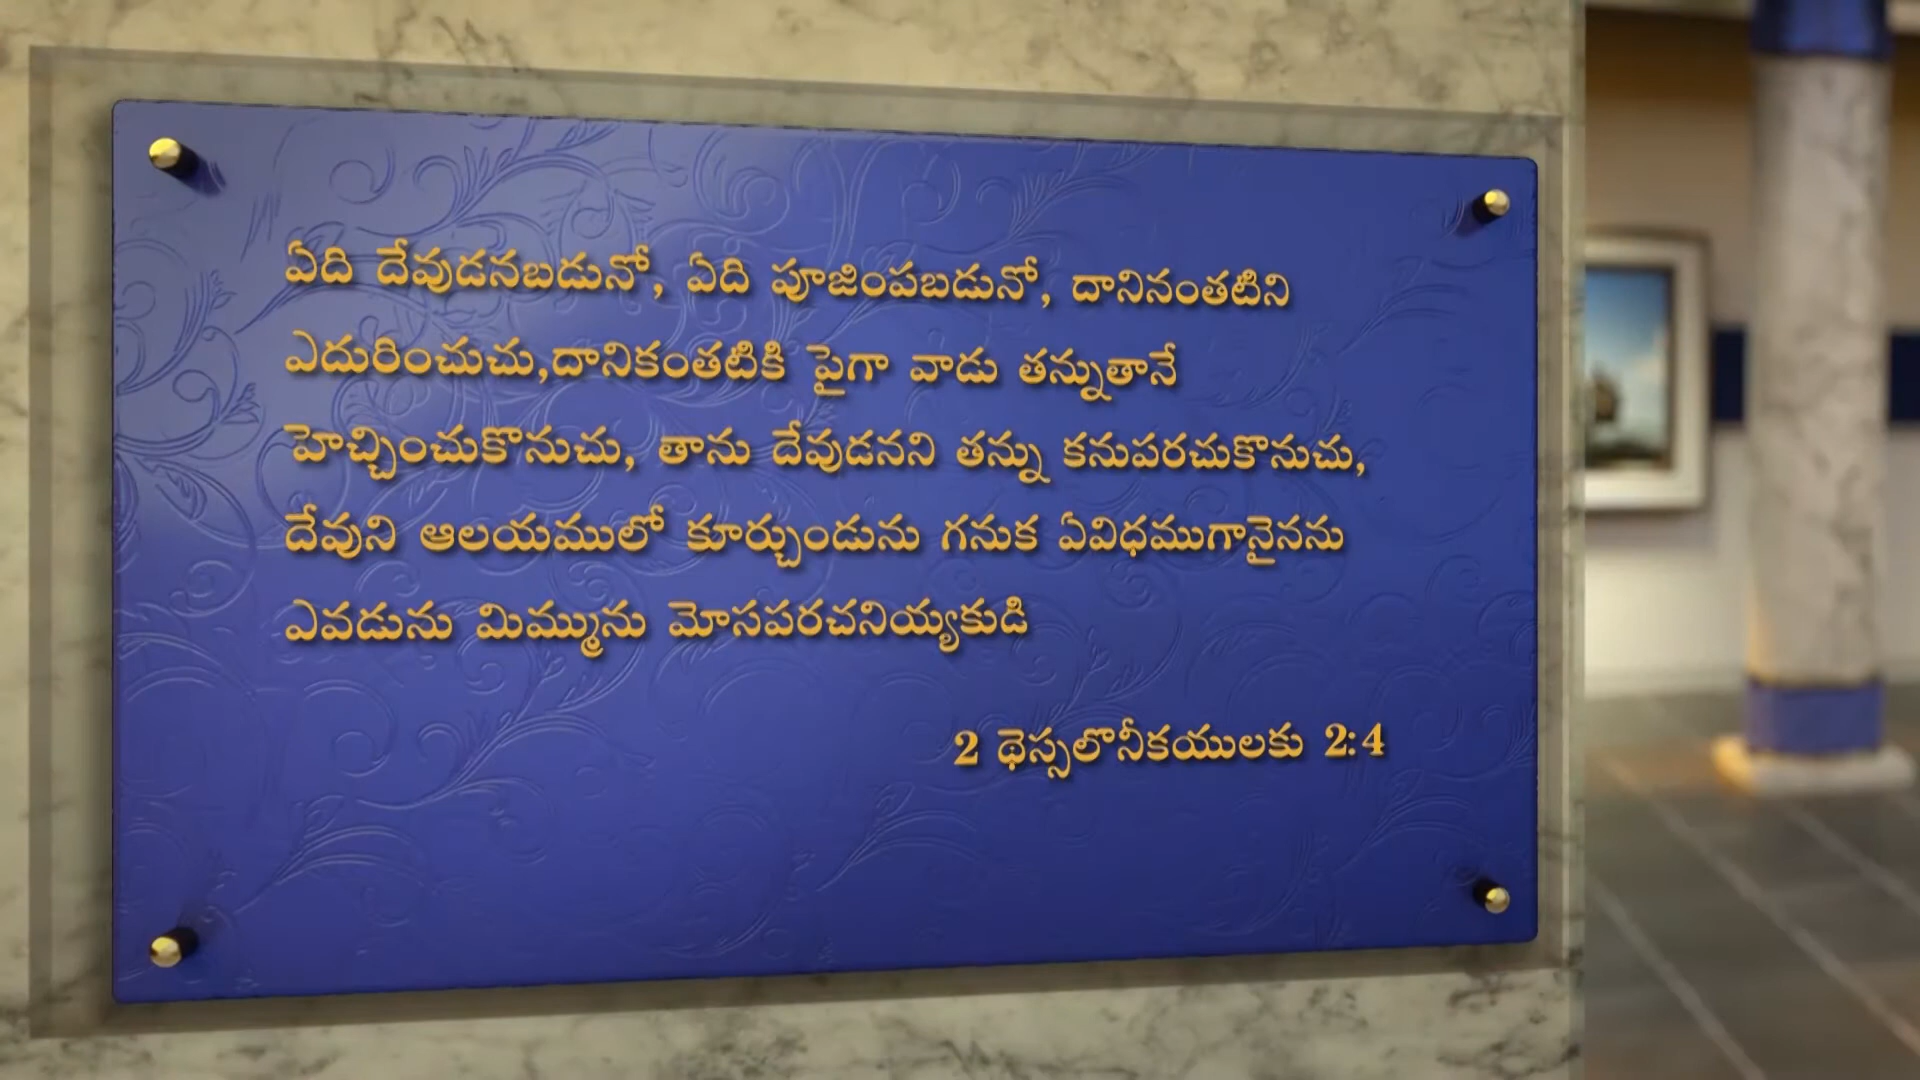 ఏది దేవుడనబడునో, ఏది పూజింపబడునో, దానినంతటిని
ఎదురించుచు,దానికంతటికి పైగా వాడు తన్నుతానే
హెచ్చించుకొనుచు, తాను దేవుడనని తన్ను కనుపరచుకొనుచు,
దేవుని ఆలయములో కూర్చుండును గనుక ఏవిధముగానైనను
ఎవడును మిమ్మును మోసపరచనియ్యకుడి
2 థెస్సలొనీకయులకు 2:4